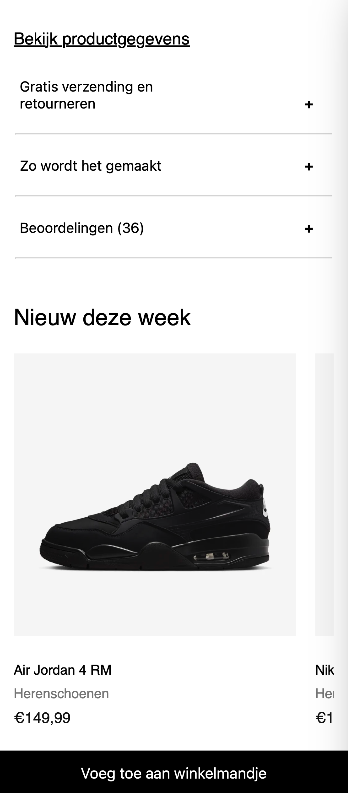 Bekijk productgegevens
Gratis verzending en
retourneren
+
Zo wordt het gemaakt
+
Beoordelingen (36)
+
Nieuw deze week
Air Jordan 4 RM
Herenschoenen
€149,99
Nik
He
€1
Voeg toe aan winkelmandje